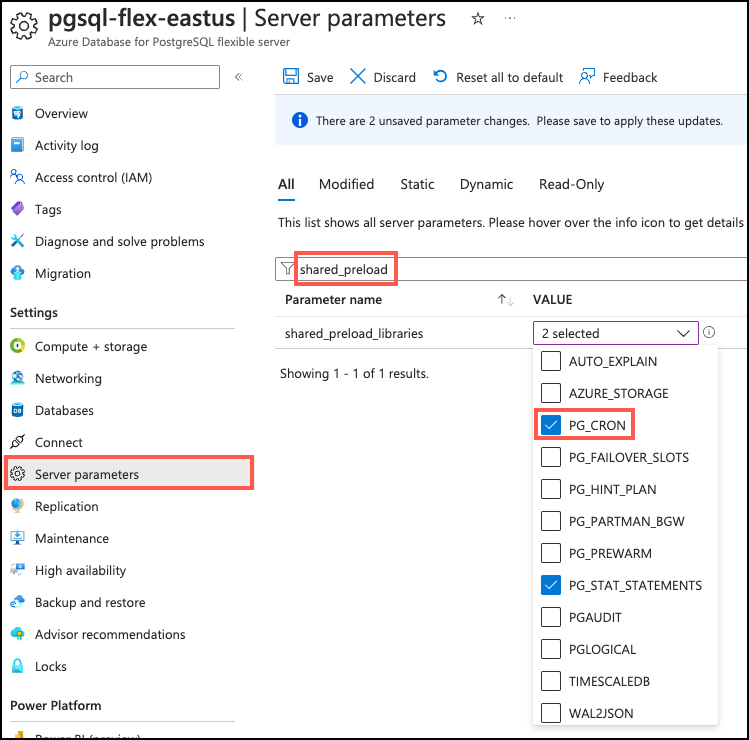 pgsql-flex-eastus | Server parameters
Azure Database for PostgreSQL flexible server
Search
Save
Discard
Reset all to default
Feedback
There are 2 unsaved parameter changes. Please save to apply these updates.
Overview
Activity log
Access control (IAM)
Tags
Diagnose and solve problems
Migration
Settings
Compute + storage
Networking
Databases
Connect
Server parameters
Replication
Maintenance
High availability
Backup and restore
Advisor recommendations
Locks
Power Platform
Power BI (preview)
All
Modified
Static
Dynamic
Read-Only
This list shows all server parameters. Please hover over the info icon to get details
shared_preload
Parameter name
VALUE
shared_preload_libraries
2 selected
Showing 1 - 1 of 1 results.
AUTO_EXPLAIN
AZURE_STORAGE
PG_CRON
PG_FAILOVER_SLOTS
PG_HINT_PLAN
PG_PARTMAN_BGW
PG_PREWARM
PG_STAT_STATEMENTS
PGAUDIT
PGLOGICAL
TIMESCALEDB
WAL2JSON